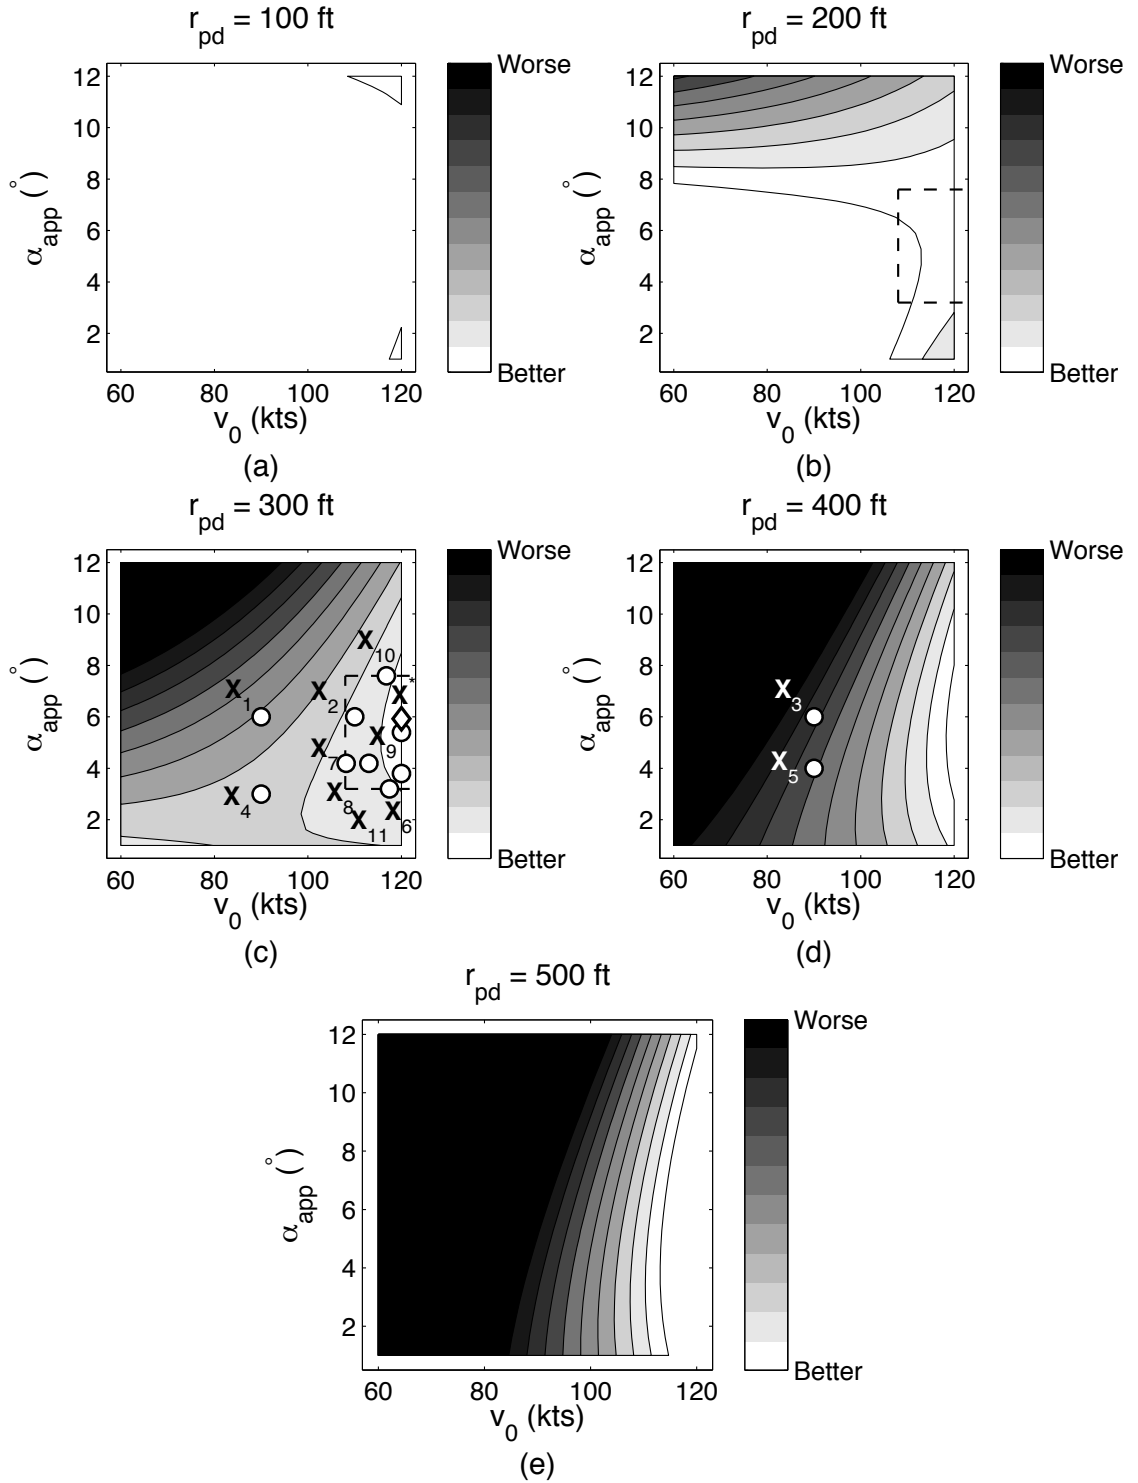 r_pd = 100 ft
r_pd = 200 ft
12
10
8
6
4
2
α_app (°)
60 80 100 120
v_0 (kts)
Worse
Better
(a)
12
10
8
6
4
2
α_app (°)
60 80 100 120
v_0 (kts)
Worse
Better
(b)
r_pd = 300 ft
r_pd = 400 ft
12
10
8
6
4
2
α_app (°)
X_10
X_1
X_2
X_*
X_9
X_7
X_4
X_8
X_11
X_6
60 80 100 120
v_0 (kts)
Worse
Better
(c)
12
10
8
6
4
2
α_app (°)
X_3
X_5
60 80 100 120
v_0 (kts)
Worse
Better
(d)
r_pd = 500 ft
12
10
8
6
4
2
α_app (°)
60 80 100 120
v_0 (kts)
Worse
Better
(e)